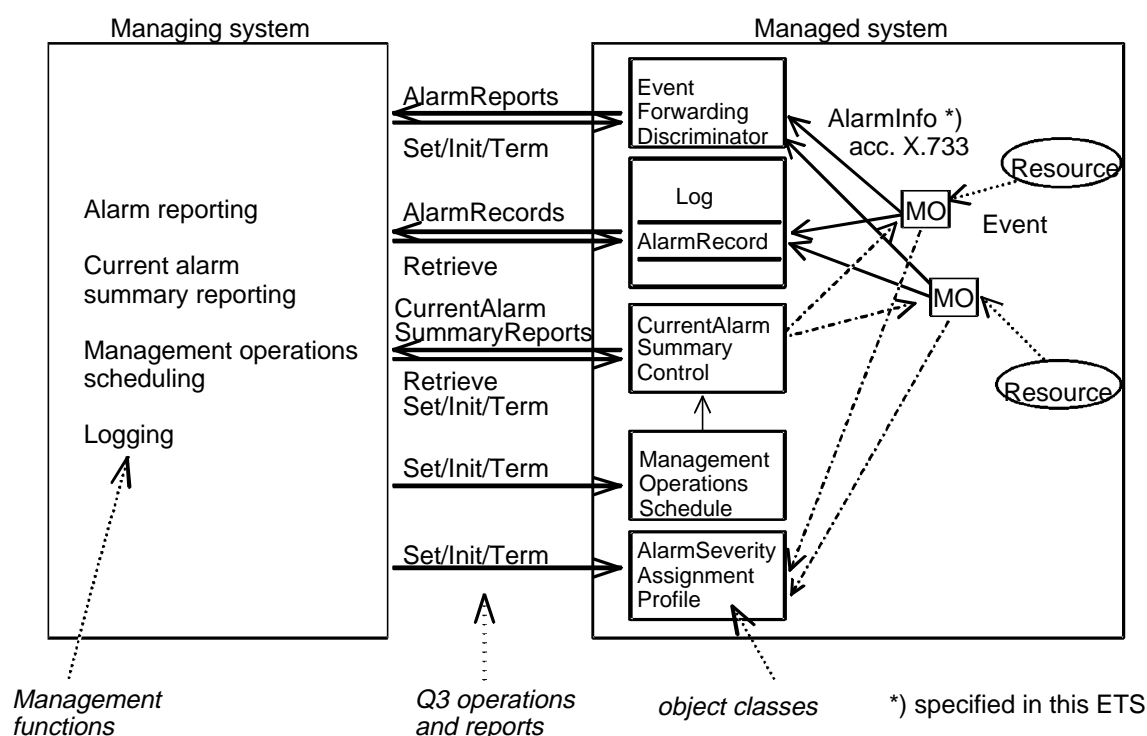 Managing system
Managed system
AlarmReports
Set/Init/Term
Event
Forwarding
Discriminator
AlarmInfo *)
acc. X.733
Resource
Alarm reporting
Current alarm
summary reporting
Management operations
scheduling
Logging
AlarmRecords
Retrieve
Log
AlarmRecord
MO
Event
MO
CurrentAlarm
SummaryReports
Retrieve
Set/Init/Term
CurrentAlarm
Summary
Control
Resource
Set/Init/Term
Management
Operations
Schedule
Set/Init/Term
AlarmSeverity
Assignment
Profile
Management
functions
Q3 operations
and reports
object classes
*) specified in this ETS